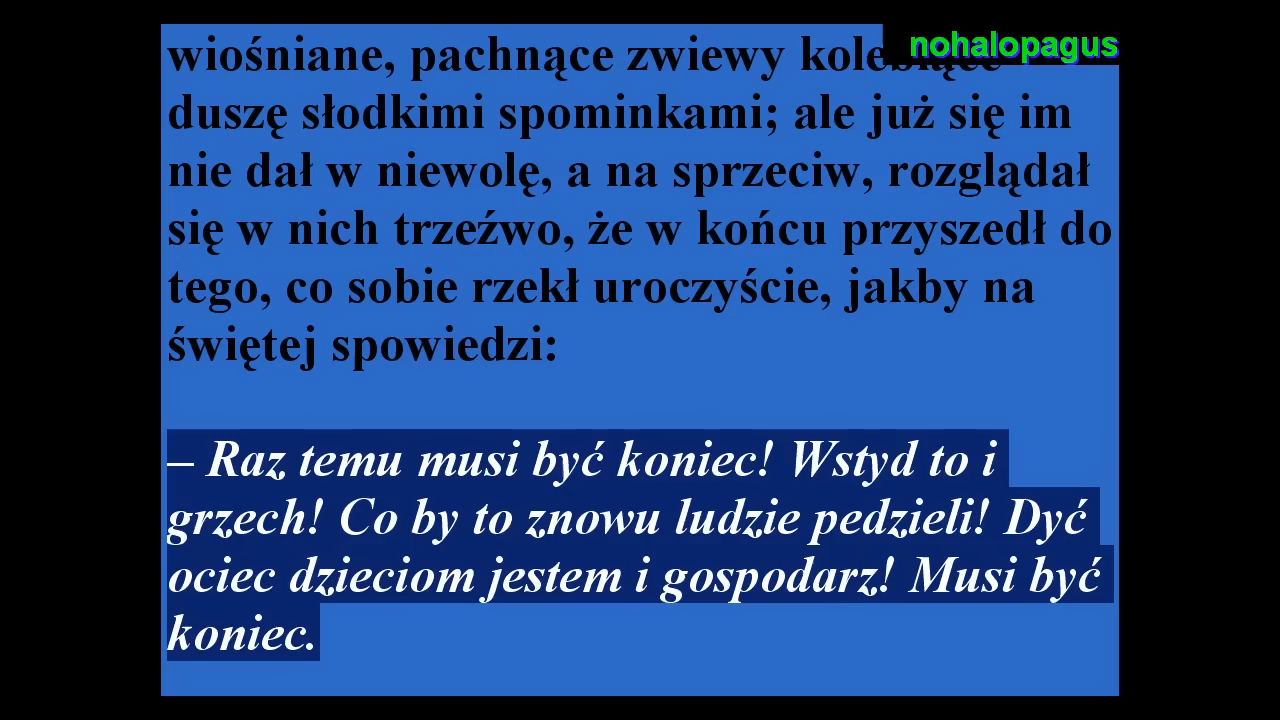 nohalopagus
wiośniane, pachnące zwiewy kolebiące
duszę słodkimi spominkami; ale już się im
nie dał w niewolę, a na sprzeciw, rozglądał
się w nich trzeźwo, że w końcu przyszedł do
tego, co sobie rzekł uroczyście, jakby na
świętej spowiedzi:
– Raz temu musi być koniec! Wstyd to i
grzech! Co by to znowu ludzie pedzieli! Dyć
ociec dzieciom jestem i gospodarz! Musi być
koniec.